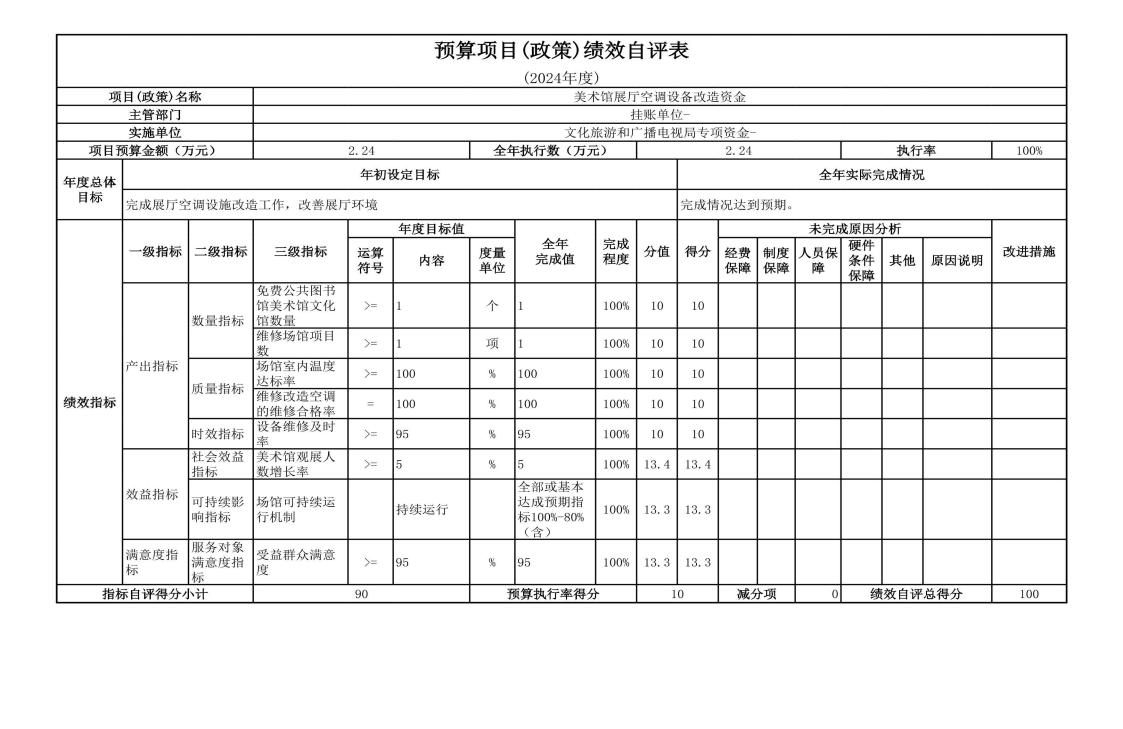 预算项目(政策)绩效自评表
(2024年度)
项目(政策)名称 美术馆展厅空调设备改造资金
主管部门 挂账单位-
实施单位 文化旅游和广播电视局专项资金-
项目预算金额（万元） 2.24 全年执行数（万元） 2.24 执行率 100%
年度总体
目标
年初设定目标 全年实际完成情况
完成展厅空调设施改造工作，改善展厅环境 完成情况达到预期。
绩效指标
一级指标 二级指标 三级指标
年度目标值
运算
符号
内容
度量
单位
全年
完成值
完成
程度
分值 得分
未完成原因分析
经费
保障
制度
保障
人员保
障
硬件
条件
保障
其他 原因说明
改进措施
产出指标
数量指标
免费公共图书
馆美术馆文化
馆数量
>= 1 个 1 100% 10 10
维修场馆项目
数
>= 1 项 1 100% 10 10
质量指标
场馆室内温度
达标率
>= 100 % 100 100% 10 10
维修改造空调
的维修合格率
= 100 % 100 100% 10 10
时效指标
设备维修及时
率
>= 95 % 95 100% 10 10
效益指标
社会效益
指标
美术馆观展人
数增长率
>= 5 % 5 100% 13.4 13.4
可持续影
响指标
场馆可持续运
行机制
持续运行
全部或基本
达成预期指
标100%-80%
（含）
100% 13.3 13.3
满意度指
标
服务对象
满意度指
标
受益群众满意
度
>= 95 % 95 100% 13.3 13.3
指标自评得分小计 90 预算执行率得分 10 减分项 0 绩效自评总得分 100